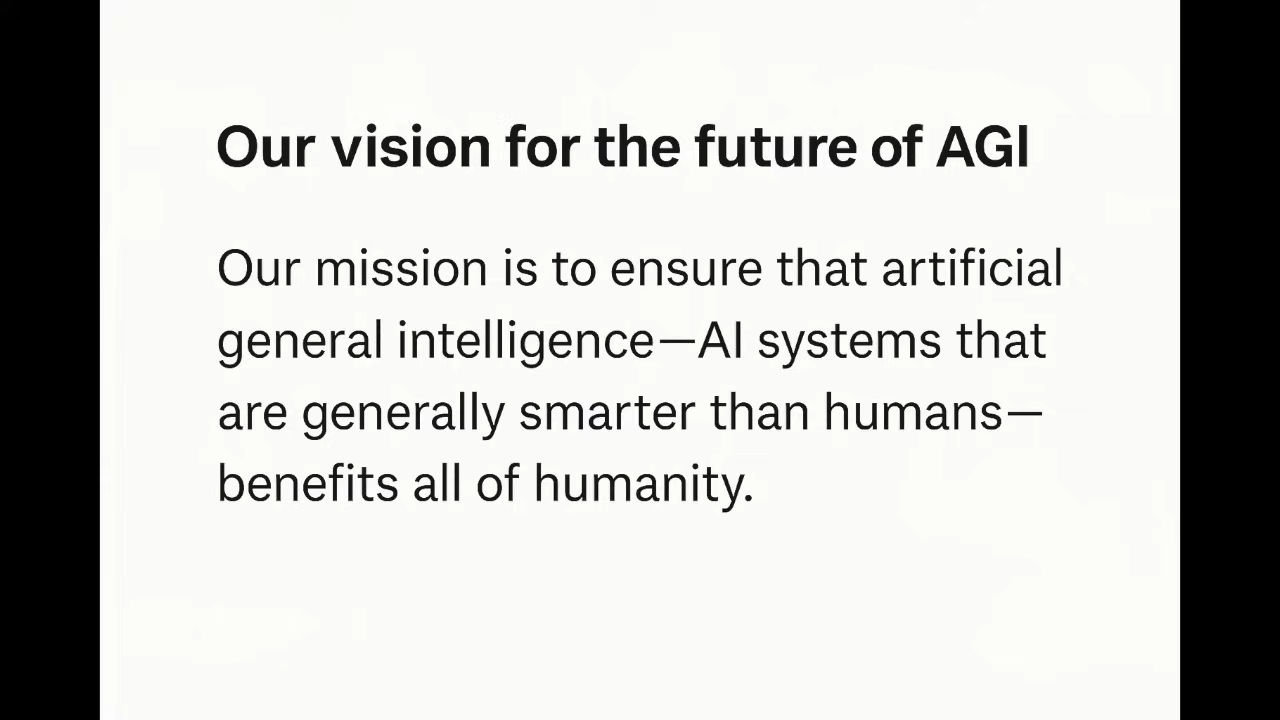 Our vision for the future of AGI
Our mission is to ensure that artificial
general intelligence—AI systems that
are generally smarter than humans—
benefits all of humanity.